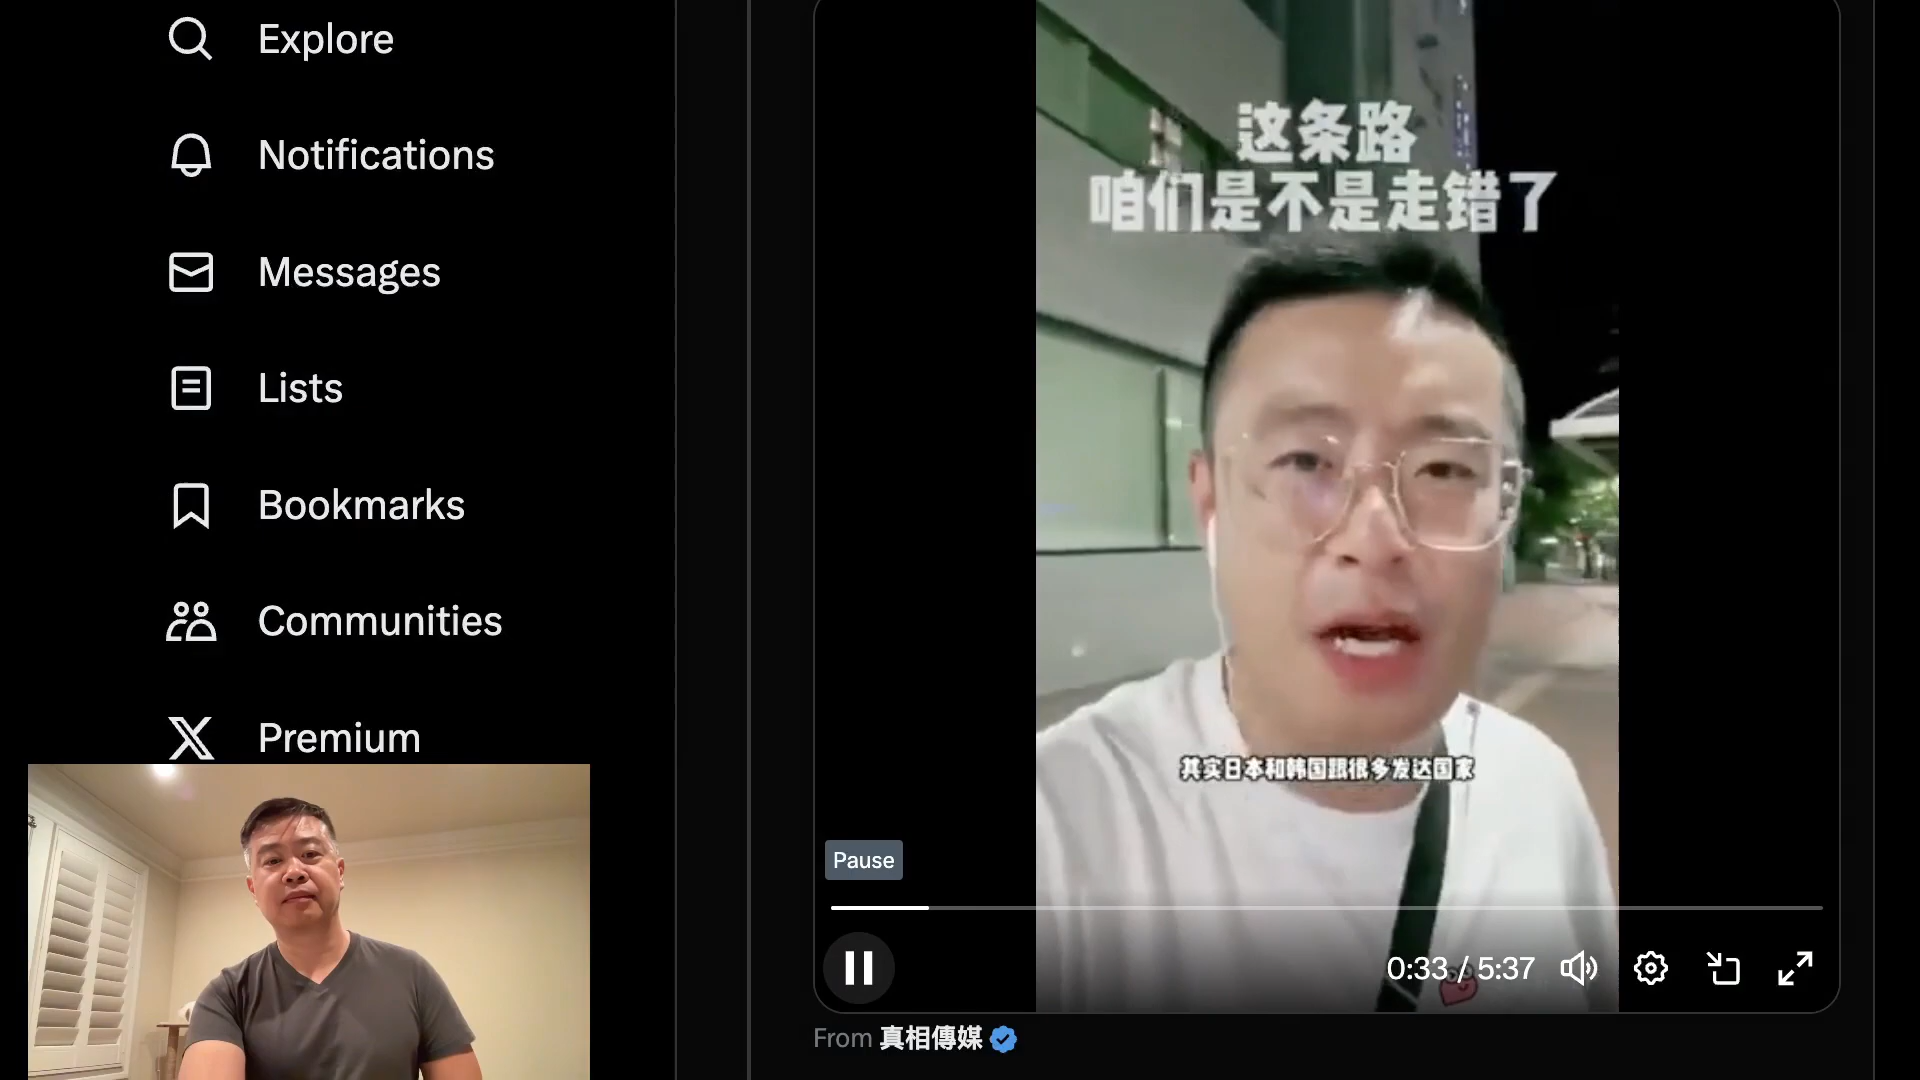 Explore
Notifications
Messages
Lists
Bookmarks
Communities
Premium
这条路
咱们是不是走错了
其实日本和韩国跟很多发达国家
Pause
0:33 / 5:37
From 真相傳媒